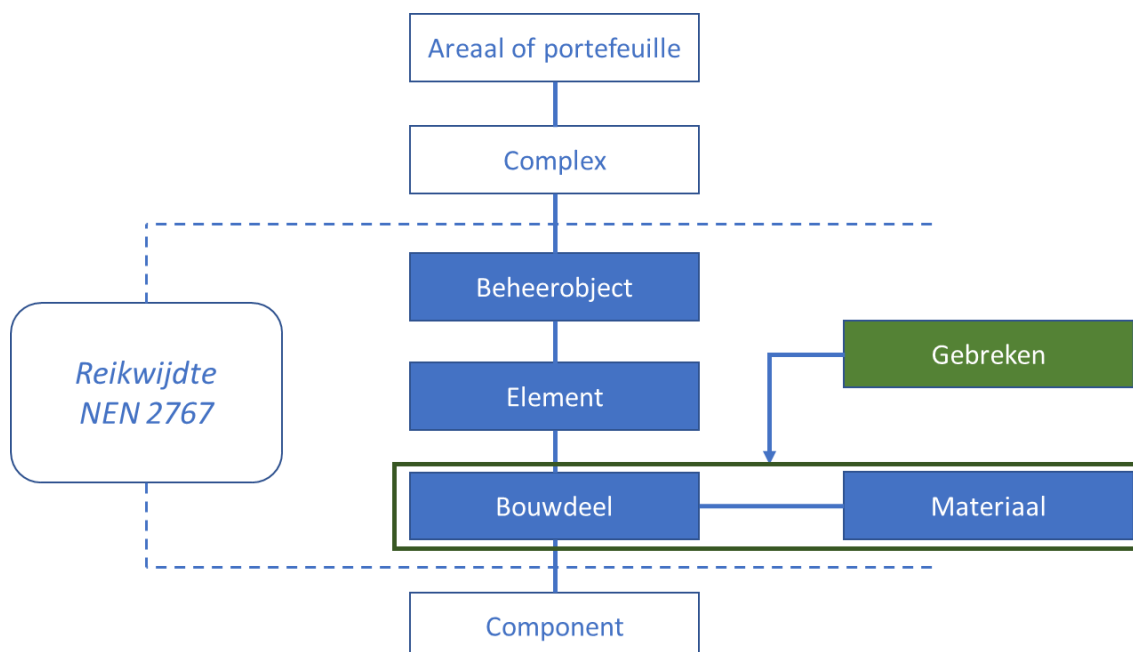 Areaal of portefeuille
Complex
Beheerobject
Reikwijdte
NEN 2767
Gebreken
Element
Bouwdeel
Materiaal
Component